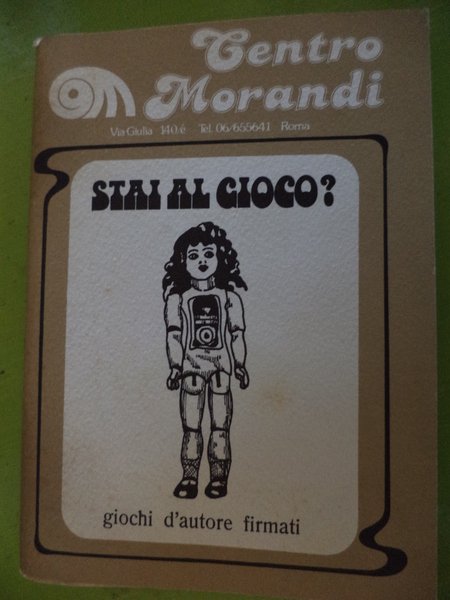 Centro
Morandi
Via Giulia 140/e Tel. 06/655641 Roma
STAI AL GIOCO?
giochi d'autore firmati